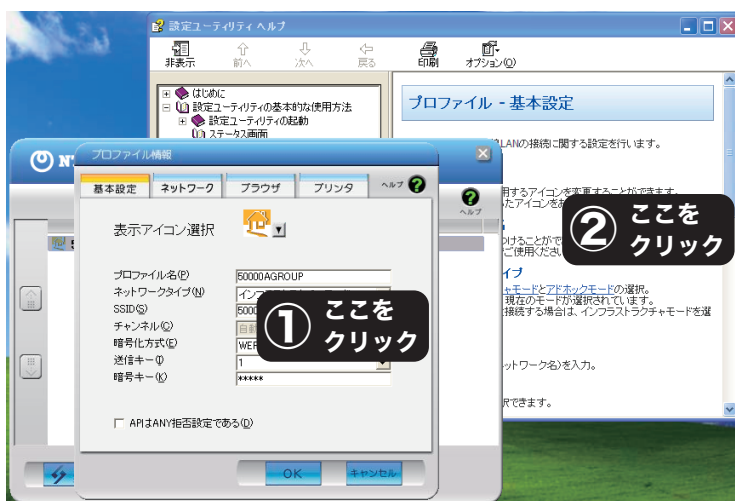 設定ユーティリティ ヘルプ
非表示
前へ
次へ
戻る
印刷
オプション(O)
はじめに
設定ユーティリティの基本的な使用方法
設定ユーティリティの起動
ステータス画面
プロファイル - 基本設定
LANの接続に関する設定を行います。
用するアイコンを変更することができます。
ったアイコンをお
② ここを
クリック
つけることがで
ご使用ください
イプ
チャモードとアドホックモードの選択。
現在のモードが選択されています。
接続する場合は、インフラストラクチャモードを選
ットワーク名)を入力。
択できます。
プロファイル情報
基本設定
ネットワーク
ブラウザ
プリンタ
ヘルプ
ヘルプ
表示アイコン選択
プロファイル名(P)
50000AGROUP
ネットワークタイプ(N)
SSID(S)
5000
チャンネル(C)
自動
暗号化方式(E)
WEP
送信キー(I)
1
暗号キー(K)
*****
① ここを
クリック
APはANY拒否設定である(D)
OK
キャンセル